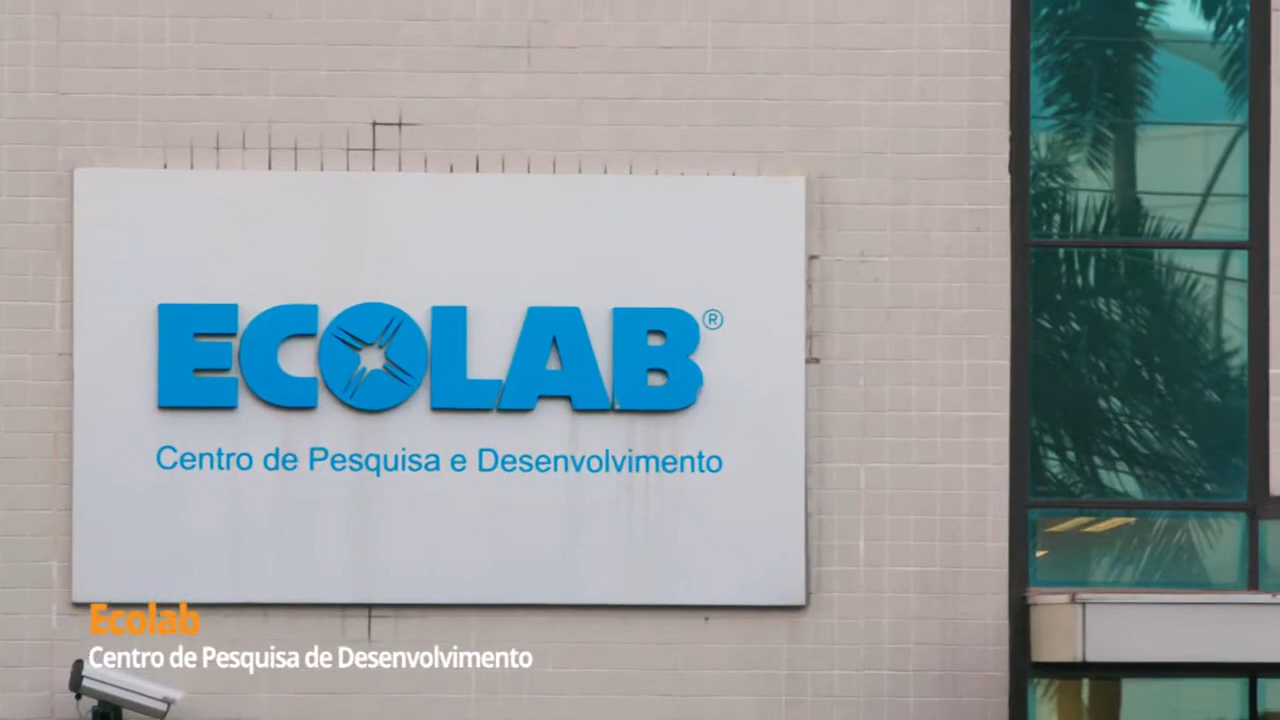 ECOLAB®
Centro de Pesquisa e Desenvolvimento
Ecolab
Centro de Pesquisa de Desenvolvimento